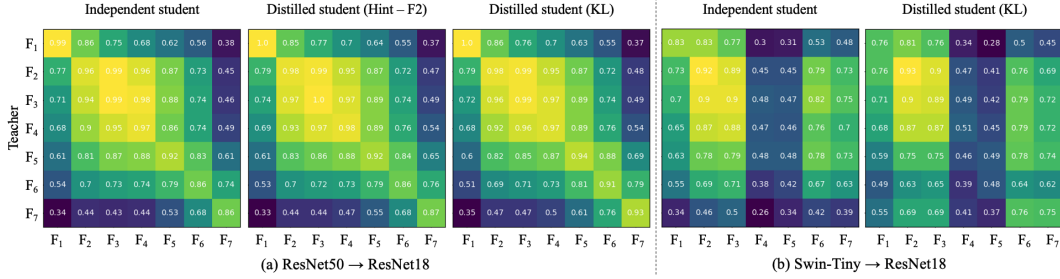 Independent student Distilled student (Hint – F2) Distilled student (KL) Independent student Distilled student (KL)
Teacher
F1 0.99 0.86 0.75 0.68 0.62 0.56 0.38 1.0 0.85 0.77 0.7 0.64 0.55 0.37 1.0 0.86 0.76 0.7 0.63 0.55 0.37 F1 0.83 0.83 0.77 0.3 0.31 0.53 0.48 0.76 0.81 0.76 0.34 0.28 0.5 0.45
F2 0.77 0.96 0.99 0.96 0.87 0.73 0.45 0.79 0.98 0.99 0.95 0.87 0.72 0.47 0.79 0.98 0.99 0.95 0.87 0.72 0.48 F2 0.73 0.92 0.89 0.45 0.45 0.79 0.72 0.76 0.93 0.9 0.47 0.41 0.76 0.69
F3 0.71 0.94 0.99 0.98 0.88 0.74 0.46 0.74 0.97 1.0 0.97 0.89 0.74 0.49 0.72 0.96 0.99 0.97 0.89 0.74 0.49 F3 0.7 0.9 0.9 0.48 0.47 0.82 0.75 0.71 0.9 0.89 0.49 0.42 0.79 0.72
F4 0.68 0.9 0.95 0.97 0.86 0.74 0.49 0.69 0.93 0.97 0.98 0.89 0.76 0.54 0.68 0.92 0.96 0.97 0.89 0.76 0.54 F4 0.65 0.87 0.88 0.47 0.46 0.76 0.7 0.68 0.87 0.87 0.51 0.45 0.79 0.72
F5 0.61 0.81 0.87 0.88 0.92 0.83 0.61 0.61 0.83 0.86 0.86 0.92 0.84 0.65 0.6 0.82 0.85 0.87 0.94 0.88 0.69 F5 0.63 0.78 0.79 0.48 0.48 0.78 0.72 0.59 0.75 0.75 0.46 0.49 0.78 0.74
F6 0.54 0.7 0.73 0.74 0.79 0.86 0.74 0.53 0.7 0.72 0.73 0.79 0.86 0.76 0.51 0.69 0.71 0.73 0.81 0.91 0.79 F6 0.55 0.69 0.71 0.38 0.42 0.66 0.63 0.49 0.63 0.65 0.39 0.48 0.64 0.62
F7 0.34 0.44 0.43 0.44 0.53 0.68 0.86 0.33 0.44 0.44 0.47 0.55 0.68 0.87 0.35 0.47 0.47 0.5 0.61 0.76 0.93 F7 0.34 0.46 0.5 0.26 0.34 0.42 0.39 0.55 0.69 0.69 0.41 0.37 0.76 0.75
F1 F2 F3 F4 F5 F6 F7 F1 F2 F3 F4 F5 F6 F7 F1 F2 F3 F4 F5 F6 F7 F1 F2 F3 F4 F5 F6 F7 F1 F2 F3 F4 F5 F6 F7
(a) ResNet50 → ResNet18 (b) Swin-Tiny → ResNet18